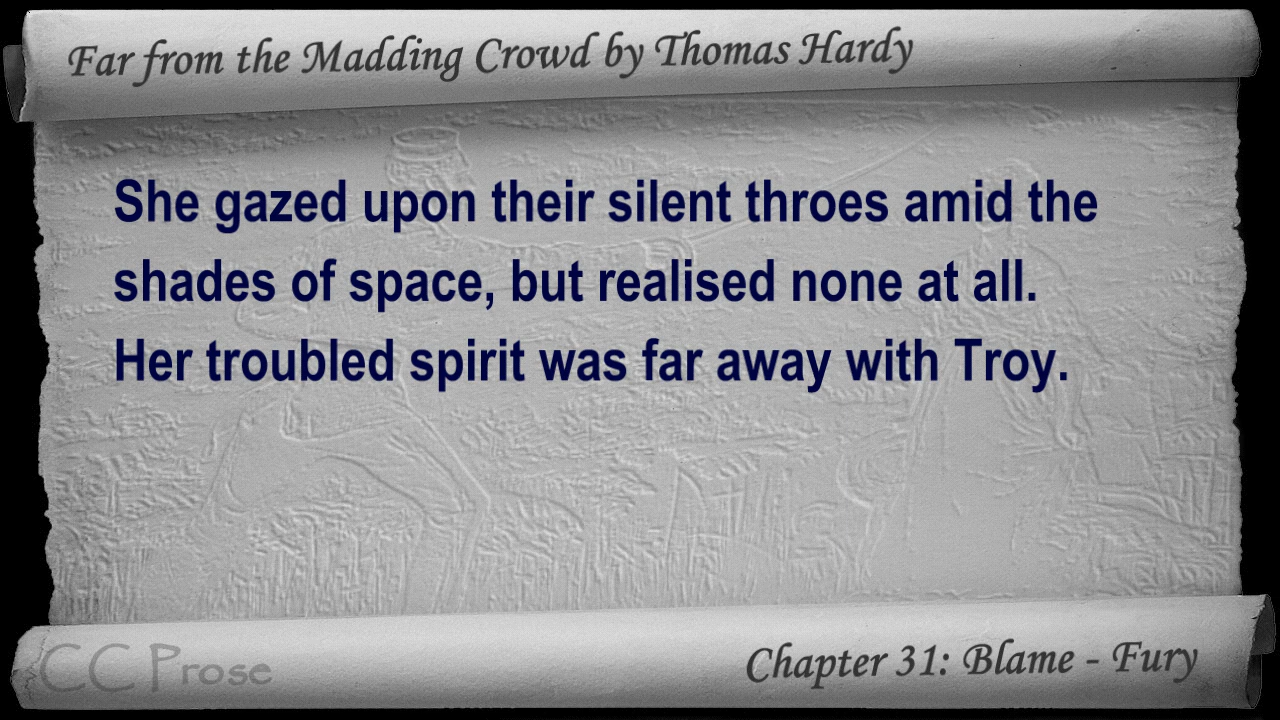 Far from the Madding Crowd by Thomas Hardy
She gazed upon their silent throes amid the
shades of space, but realised none at all.
Her troubled spirit was far away with Troy.
CC Prose
Chapter 31: Blame - Fury